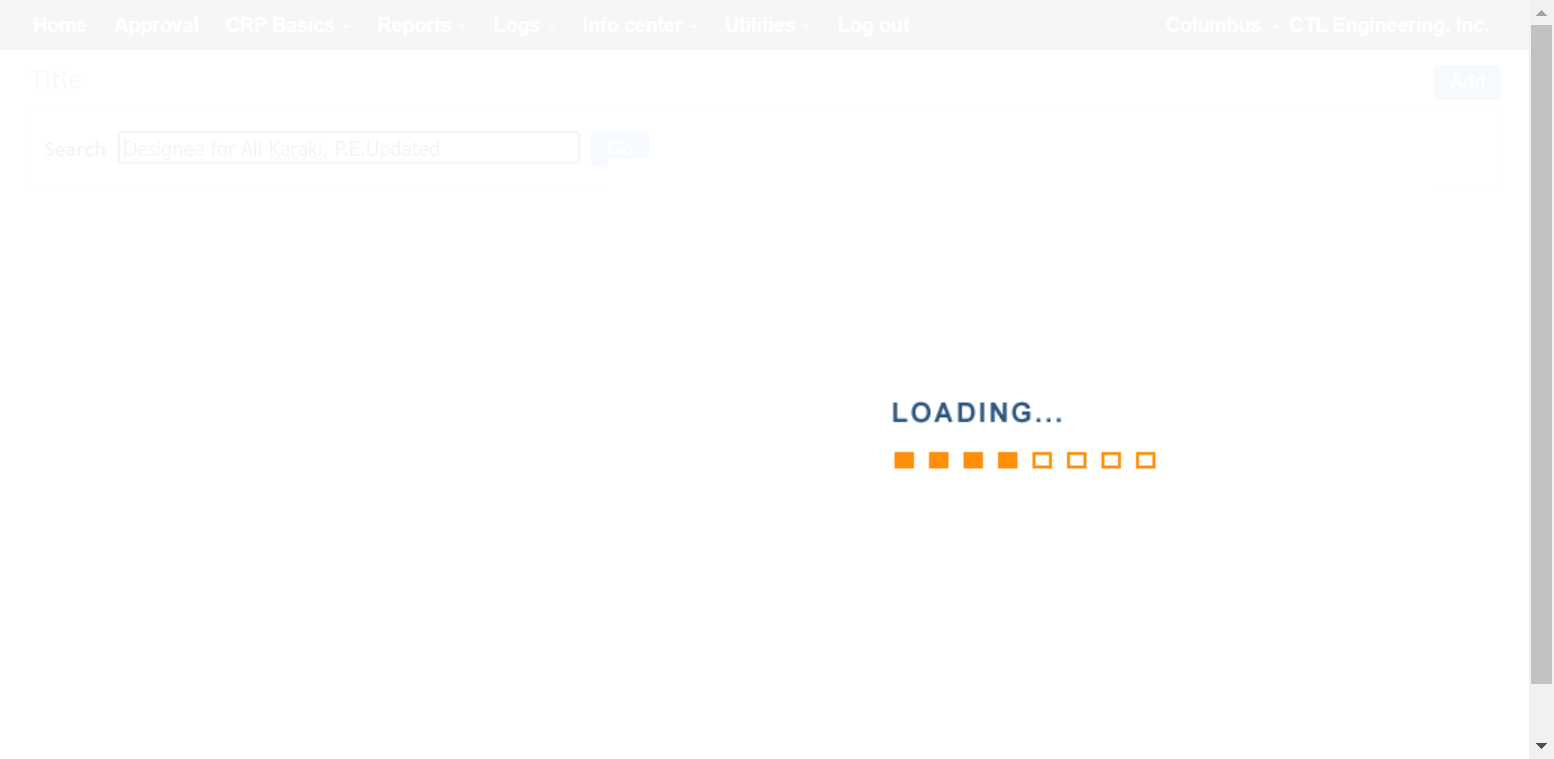 Home Approval CRP Basics Reports Logs Info center Utilities Log out Columbus - CTL Engineering, Inc.
Title Add
Search Designee for Ali Karaki, P.E.Updated Go
LOADING...